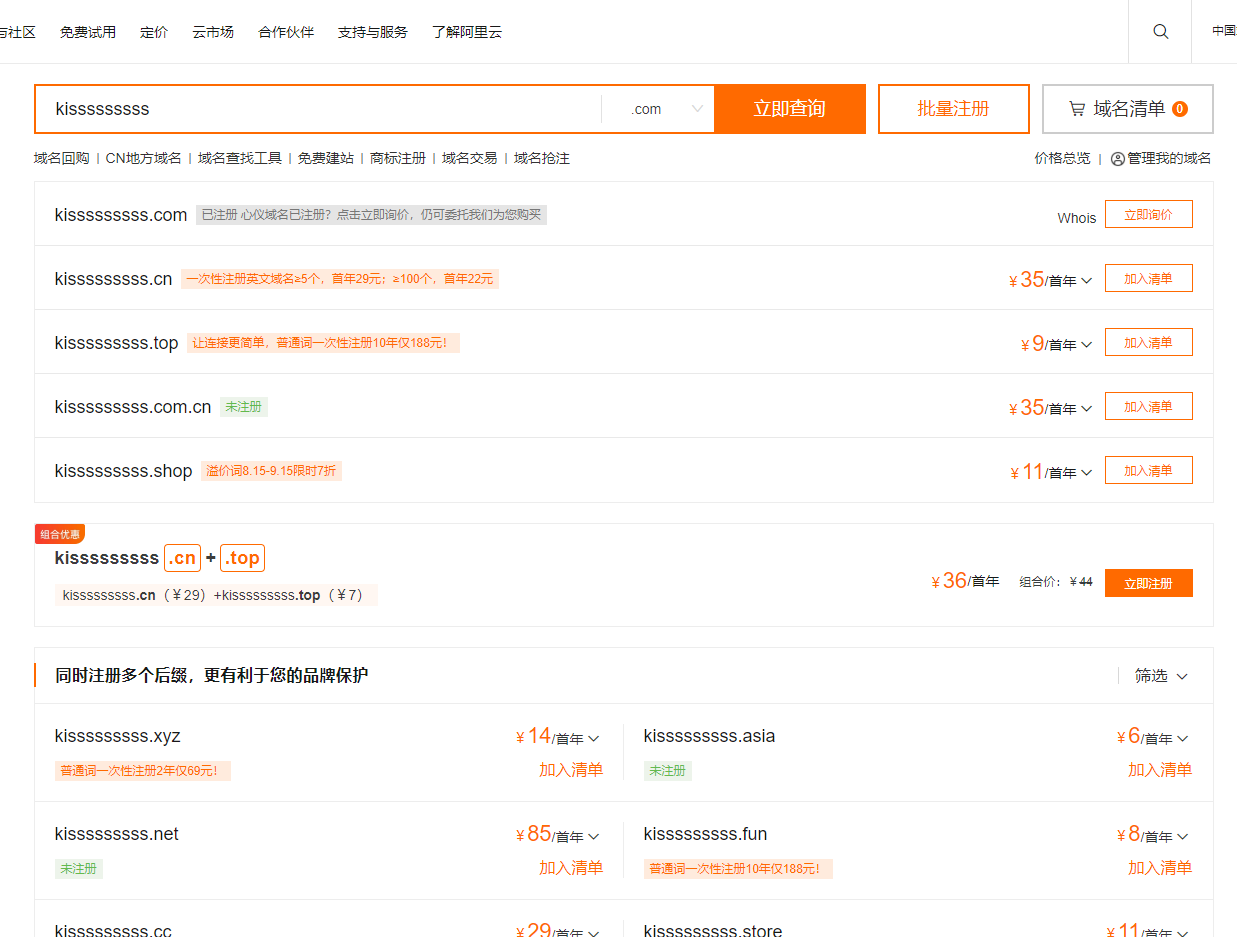 与社区 免费试用 定价 云市场 合作伙伴 支持与服务 了解阿里云 中国
kisssssssss .com 立即查询 批量注册 域名清单 0
域名回购 | CN地方域名 | 域名查找工具 | 免费建站 | 商标注册 | 域名交易 | 域名抢注 价格总览 | 管理我的域名
kisssssssss.com 已注册 心仪域名已注册？点击立即询价，仍可委托我们为您购买 Whois 立即询价
kisssssssss.cn 一次性注册英文域名≥5个，首年29元；≥100个，首年22元 ¥35/首年 加入清单
kisssssssss.top 让连接更简单，普通词一次性注册10年仅188元！ ¥9/首年 加入清单
kisssssssss.com.cn 未注册 ¥35/首年 加入清单
kisssssssss.shop 溢价词8.15-9.15限时7折 ¥11/首年 加入清单
组合优惠
kisssssssss .cn + .top
¥36/首年 组合价：¥44 立即注册
kisssssssss.cn（¥29）+kisssssssss.top（¥7）
同时注册多个后缀，更有利于您的品牌保护 筛选
kisssssssss.xyz ¥14/首年 kisssssssss.asia ¥6/首年
普通词一次性注册2年仅69元！ 加入清单 未注册 加入清单
kisssssssss.net ¥85/首年 kisssssssss.fun ¥8/首年
未注册 加入清单 普通词一次性注册10年仅188元！ 加入清单
kisssssssss.cc ¥29/首年 kisssssssss.store ¥11/首年